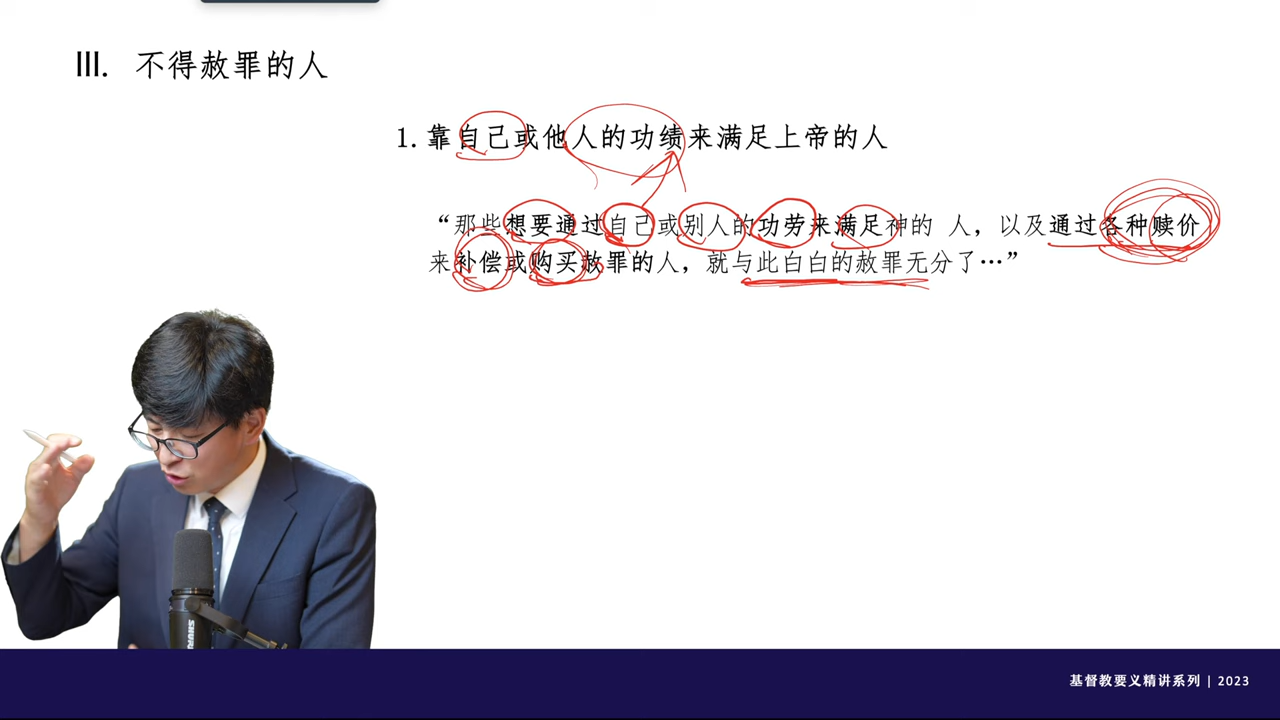 III. 不得赦罪的人
1. 靠自己或他人的功绩来满足上帝的人
“那些想要通过自己或别人的功劳来满足神的 人，以及通过各种赎价
来补偿或购买赦罪的人，就与此白白的赦罪无分了…”
SHURE
基督教要义精讲系列 | 2023